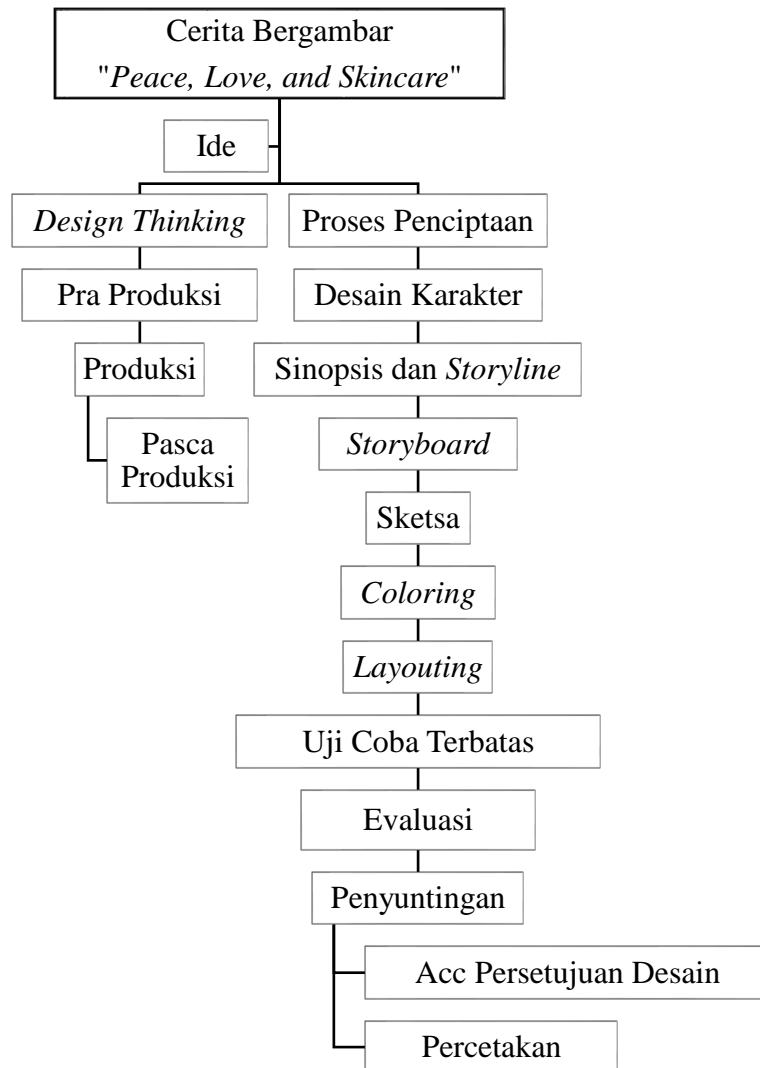 Cerita Bergambar
"Peace, Love, and Skincare"
Ide
Design Thinking
Proses Penciptaan
Pra Produksi
Desain Karakter
Produksi
Sinopsis dan Storyline
Pasca
Produksi
Storyboard
Sketsa
Coloring
Layouting
Uji Coba Terbatas
Evaluasi
Penyuntingan
Acc Persetujuan Desain
Percetakan